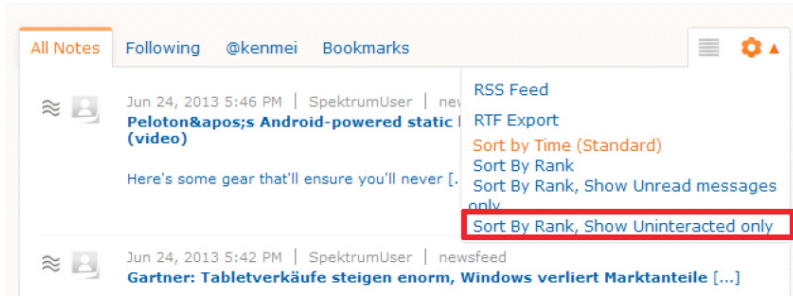 All Notes Following @kenmei Bookmarks
RSS Feed
RTF Export
Sort by Time (Standard)
Sort By Rank
Sort By Rank, Show Unread messages
only
Sort By Rank, Show Uninteracted only
Jun 24, 2013 5:46 PM | SpektrumUser |
Peloton&apos;s Android-powered static
(video)
Here's some gear that'll ensure you'll never [.
Jun 24, 2013 5:42 PM | SpektrumUser | newsfeed
Gartner: Tabletverkäufe steigen enorm, Windows verliert Marktanteile [...]